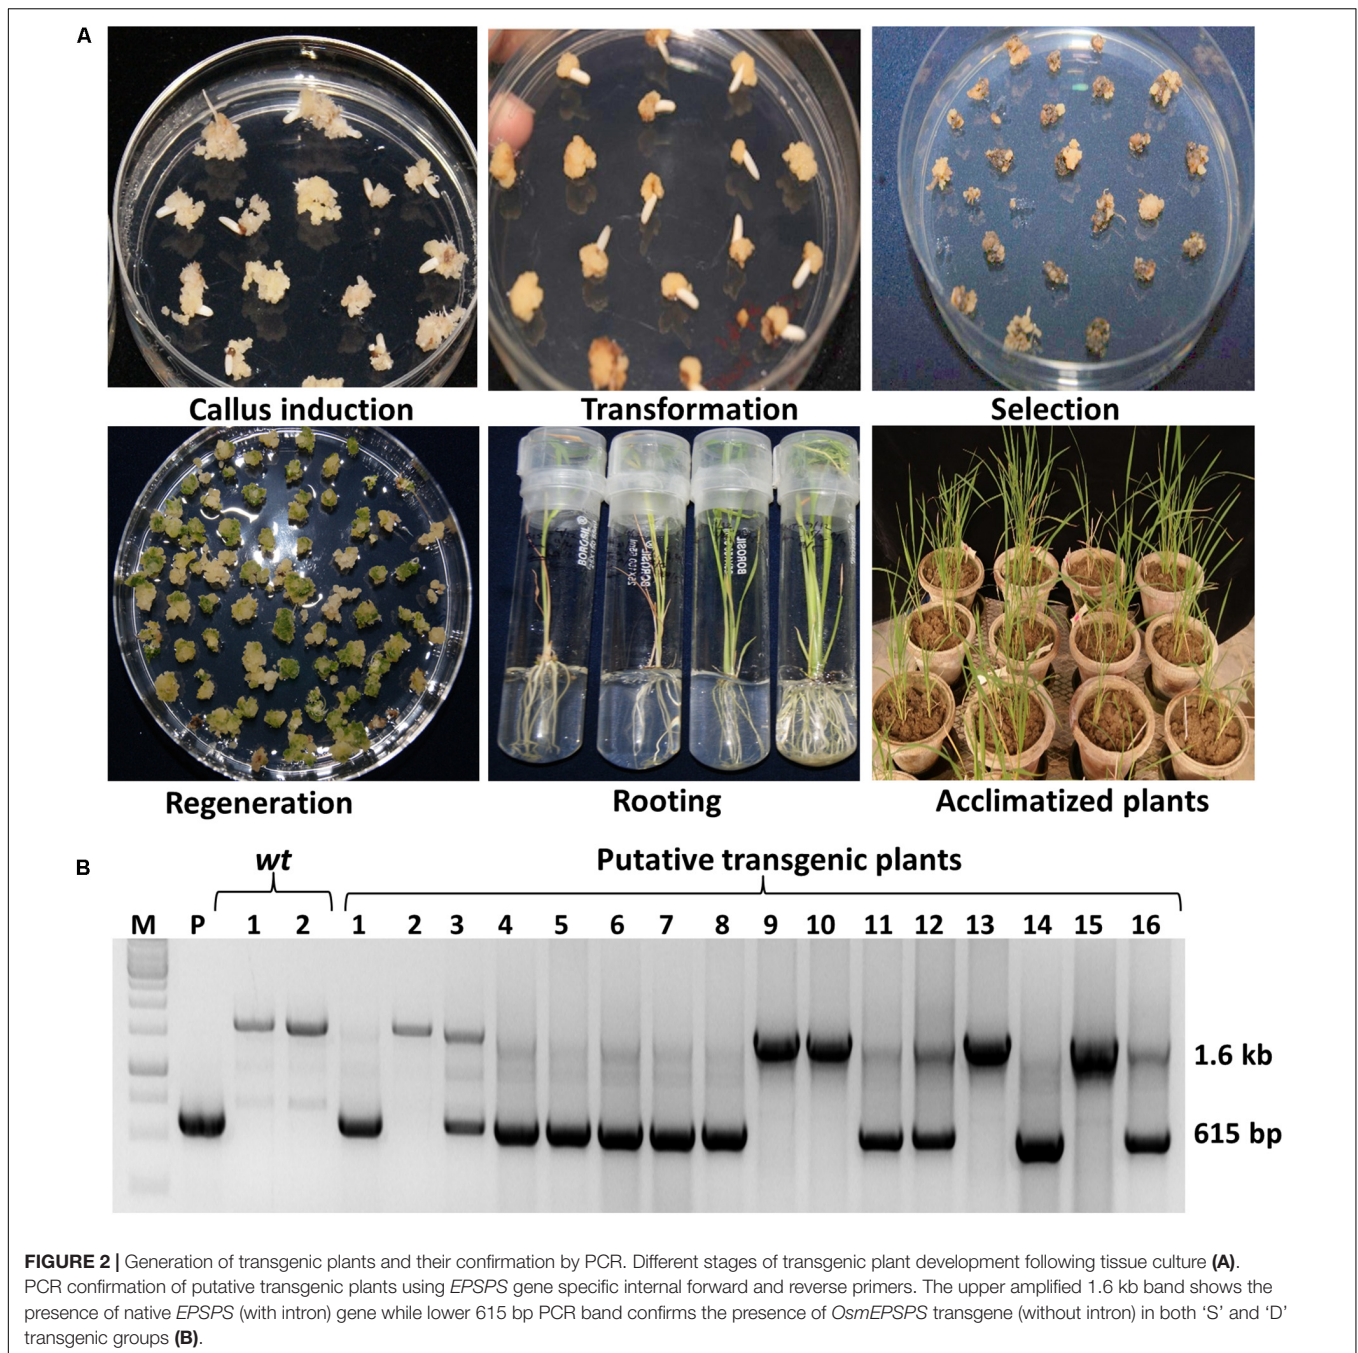 A
Callus induction
Transformation
Selection
BOROSIL
BOROSIL
BOROSIL
Regeneration
Rooting
Acclimatized plants
B
wt
Putative transgenic plants
M P 1 2 1 2 3 4 5 6 7 8 9 10 11 12 13 14 15 16
1.6 kb
615 bp
FIGURE 2 | Generation of transgenic plants and their confirmation by PCR. Different stages of transgenic plant development following tissue culture (A).
PCR confirmation of putative transgenic plants using EPSPS gene specific internal forward and reverse primers. The upper amplified 1.6 kb band shows the
presence of native EPSPS (with intron) gene while lower 615 bp PCR band confirms the presence of OsmEPSPS transgene (without intron) in both ‘S’ and ‘D’
transgenic groups (B).